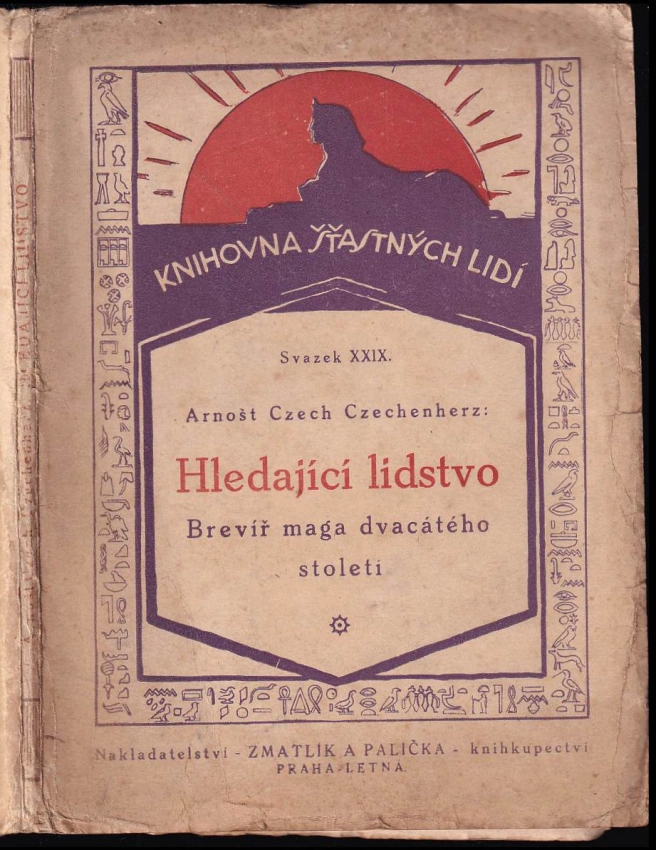 KNIHOVNA ŠŤASTNÝCH LIDÍ
Svazek XXIX.
Arnošt Czech Czechenherz:
Hledající lidstvo
Brevíř maga dvacátého
století
Nakladatelství - ZMATLÍK A PALIČKA - knihkupectví
PRAHA-LETNÁ.
LIDSTVO